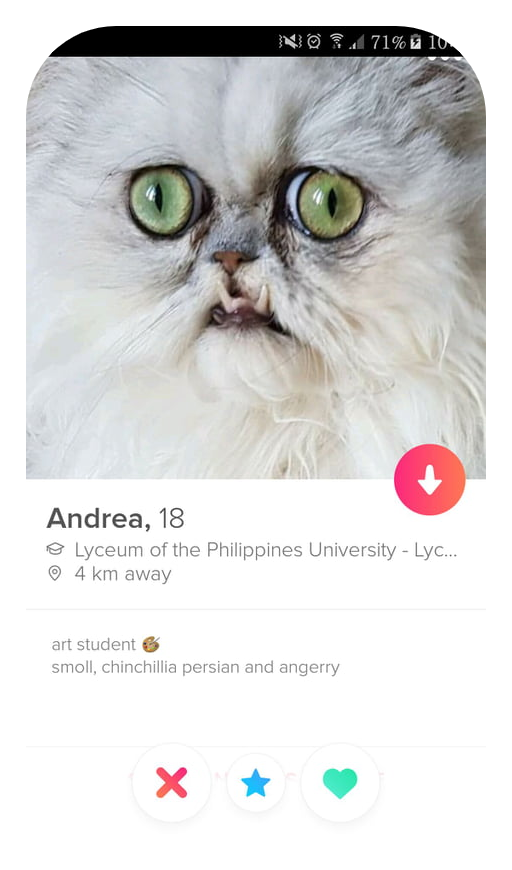 71% 10
Andrea, 18
Lyceum of the Philippines University - Lyc...
4 km away
art student 🎨
smoll, chinchillia persian and angerry